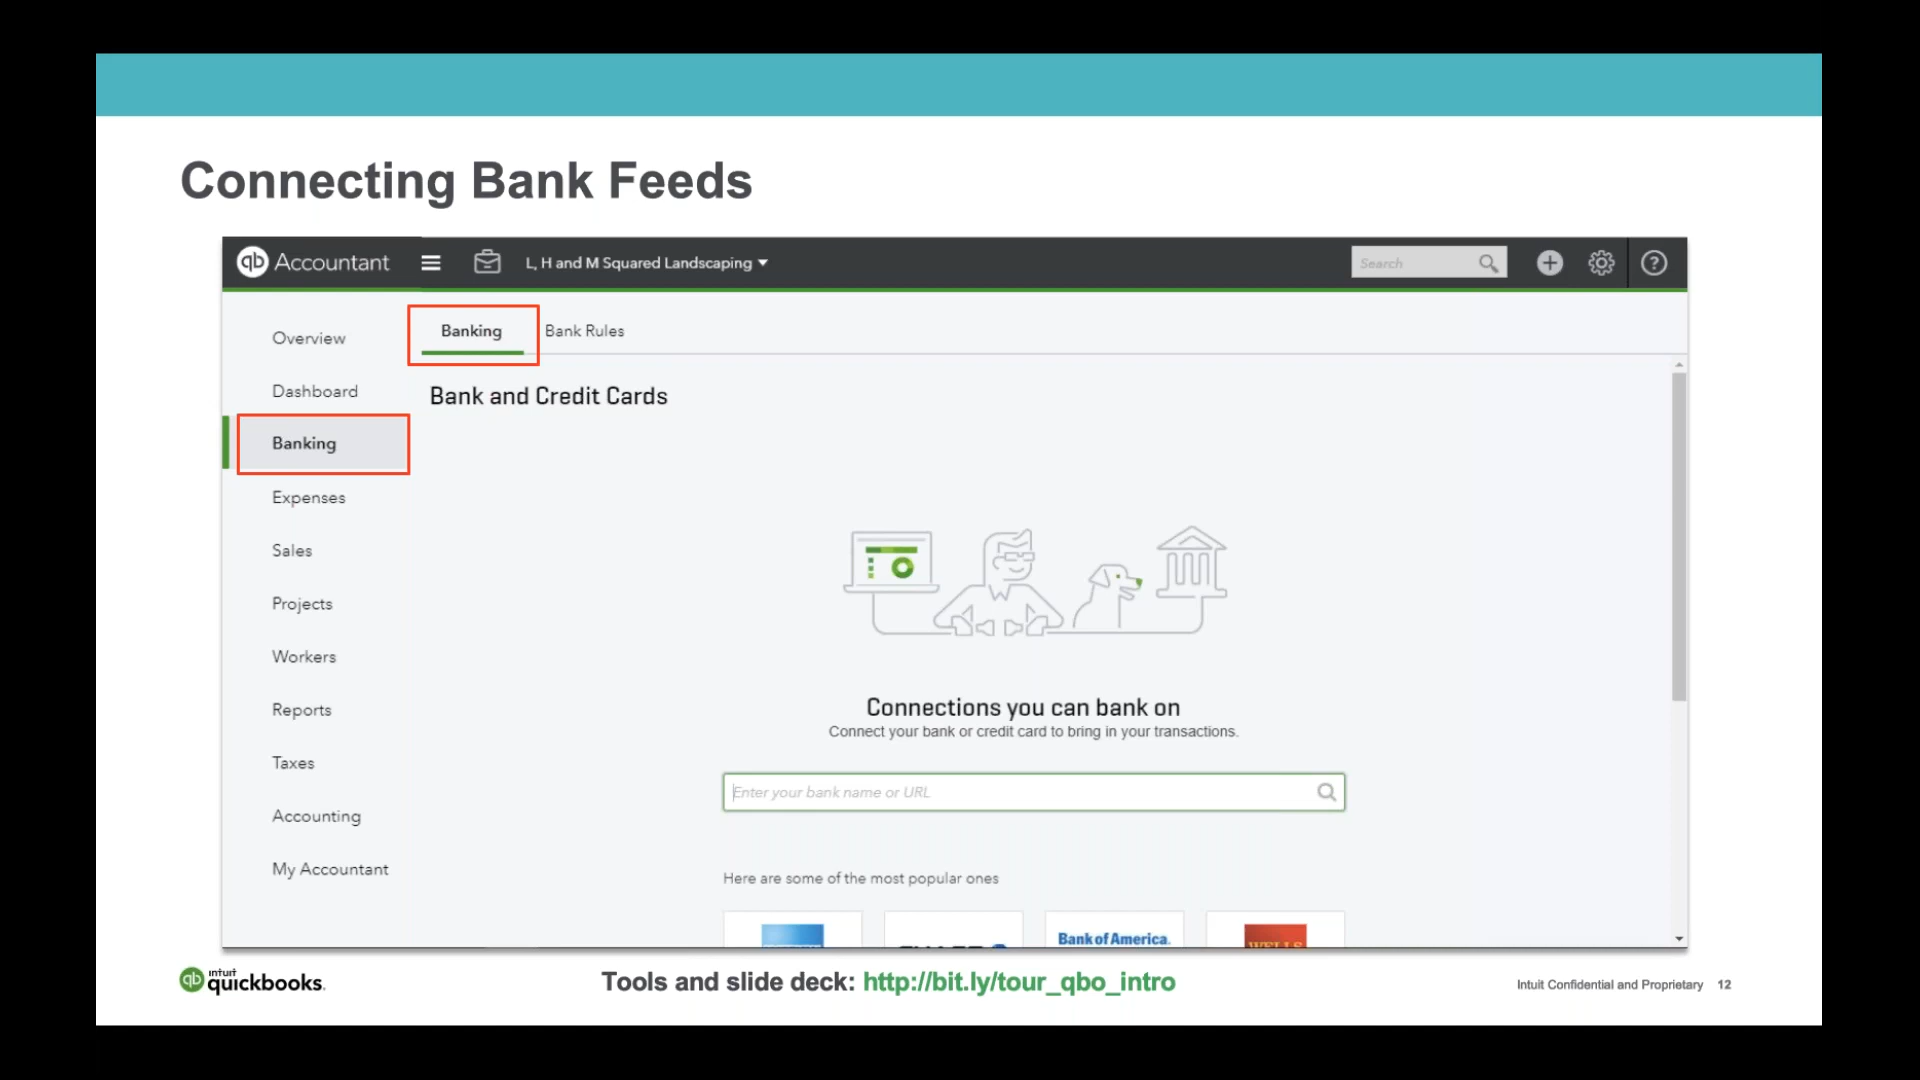 Connecting Bank Feeds
qb Accountant
L, H and M Squared Landscaping
Search
Overview
Dashboard
Banking
Expenses
Sales
Projects
Workers
Reports
Taxes
Accounting
My Accountant
Banking
Bank Rules
Bank and Credit Cards
Connections you can bank on
Connect your bank or credit card to bring in your transactions.
Enter your bank name or URL
Here are some of the most popular ones
Bank of America.
WELLS
qb intuit quickbooks.
Tools and slide deck: http://bit.ly/tour_qbo_intro
Intuit Confidential and Proprietary 12